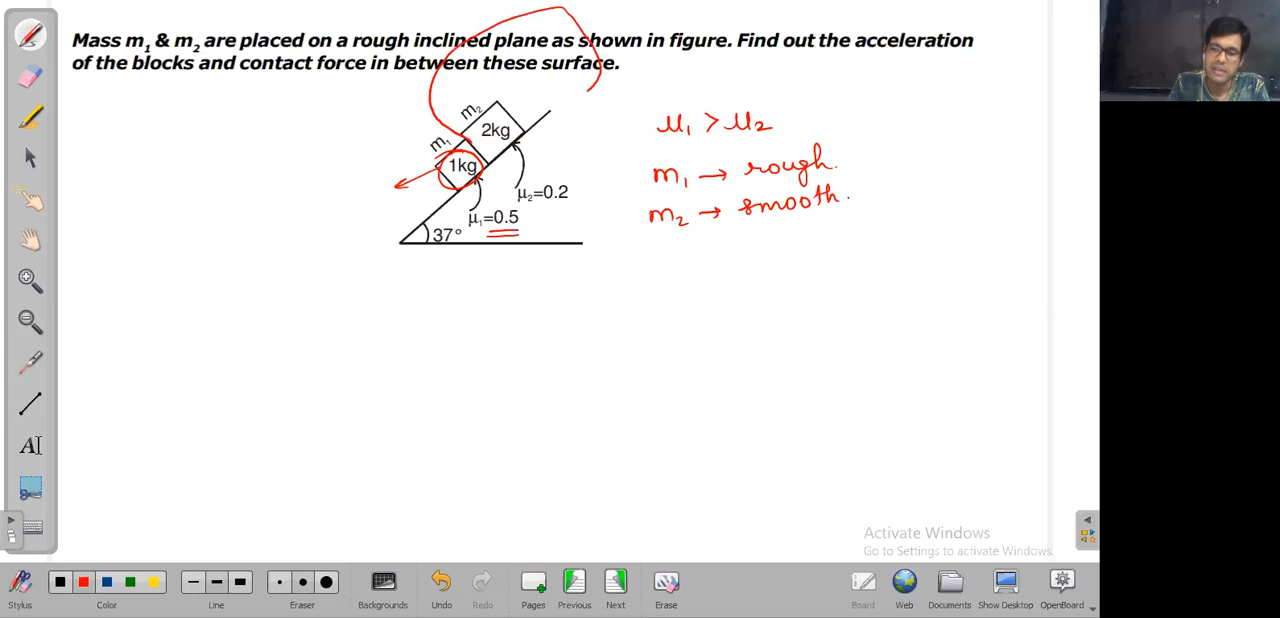 Mass m₁ & m₂ are placed on a rough inclined plane as shown in figure. Find out the acceleration
of the blocks and contact force in between these surface.
m₂
2kg
m₁
1kg
μ₂=0.2
μ₁=0.5
37°
μ₁ > μ₂
m₁ → rough.
m₂ → smooth.
A
Activate Windows
Go to Settings to activate Windows.
Stylus
Color
Line
Eraser
Backgrounds
Undo
Redo
Pages
Previous
Next
Erase
Board
Web
Documents
Show Desktop
OpenBoard